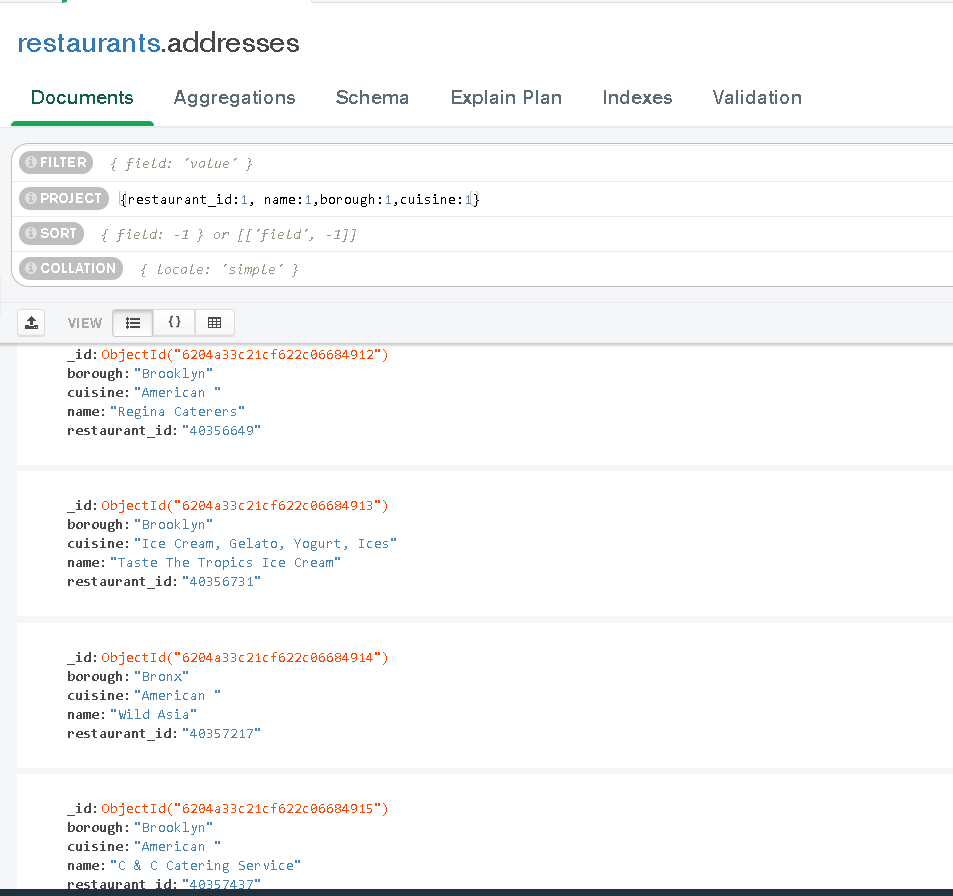 restaurants.addresses
Documents Aggregations Schema Explain Plan Indexes Validation
FILTER { field: 'value' }
PROJECT {restaurant_id:1, name:1,borough:1,cuisine:1}
SORT { field: -1 } or [['field', -1]]
COLLATION { locale: 'simple' }
VIEW {}
_id: ObjectId("6204a33c21cf622c06684912")
borough: "Brooklyn"
cuisine: "American "
name: "Regina Caterers"
restaurant_id: "40356649"
_id: ObjectId("6204a33c21cf622c06684913")
borough: "Brooklyn"
cuisine: "Ice Cream, Gelato, Yogurt, Ices"
name: "Taste The Tropics Ice Cream"
restaurant_id: "40356731"
_id: ObjectId("6204a33c21cf622c06684914")
borough: "Bronx"
cuisine: "American "
name: "Wild Asia"
restaurant_id: "40357217"
_id: ObjectId("6204a33c21cf622c06684915")
borough: "Brooklyn"
cuisine: "American "
name: "C & C Catering Service"
restaurant_id: "40357437"